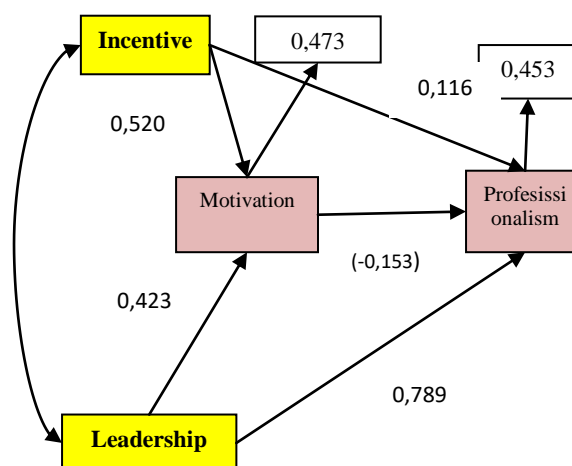 Incentive
0,473
0,453
0,116
0,520
Motivation
Profesissi
onalism
(-0,153)
0,423
0,789
Leadership